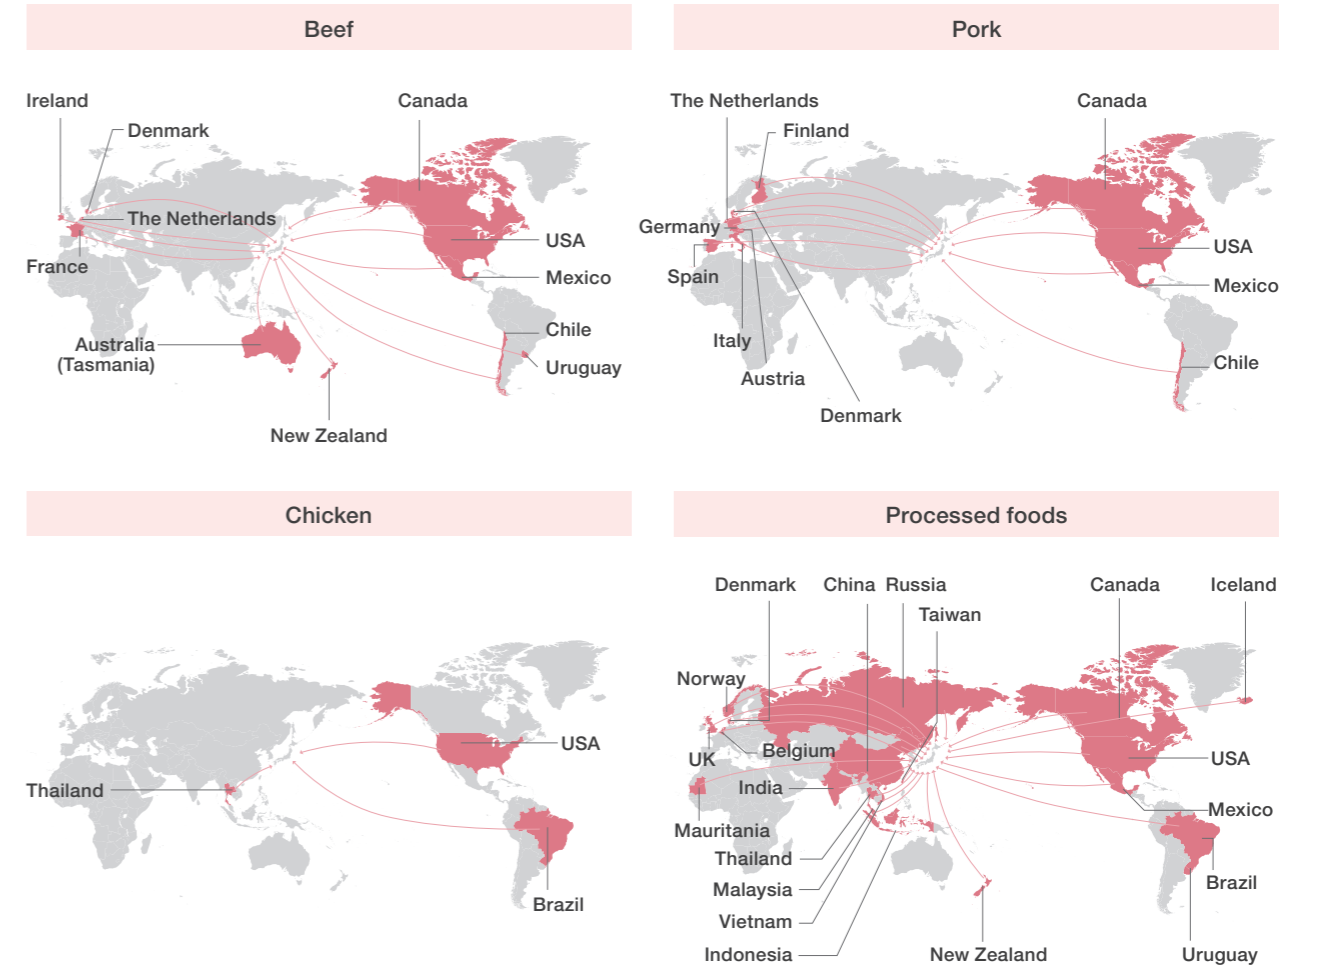 Beef
Ireland
Denmark
Canada
The Netherlands
France
USA
Mexico
Chile
Uruguay
Australia
(Tasmania)
New Zealand
Pork
The Netherlands
Finland
Canada
Germany
Spain
USA
Mexico
Italy
Austria
Denmark
Chile
Chicken
USA
Thailand
Brazil
Processed foods
Denmark
China
Russia
Taiwan
Canada
Iceland
Norway
UK
Belgium
India
USA
Mauritania
Mexico
Thailand
Malaysia
Brazil
Vietnam
Indonesia
New Zealand
Uruguay